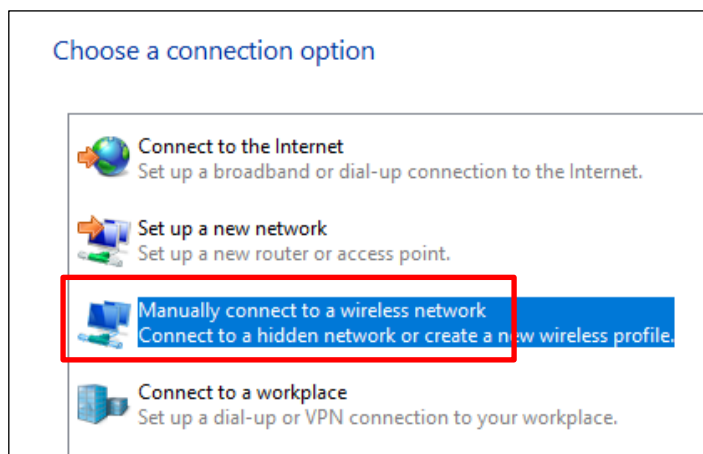 Choose a connection option
Connect to the Internet
Set up a broadband or dial-up connection to the Internet.
Set up a new network
Set up a new router or access point.
Manually connect to a wireless network
Connect to a hidden network or create a new wireless profile.
Connect to a workplace
Set up a dial-up or VPN connection to your workplace.